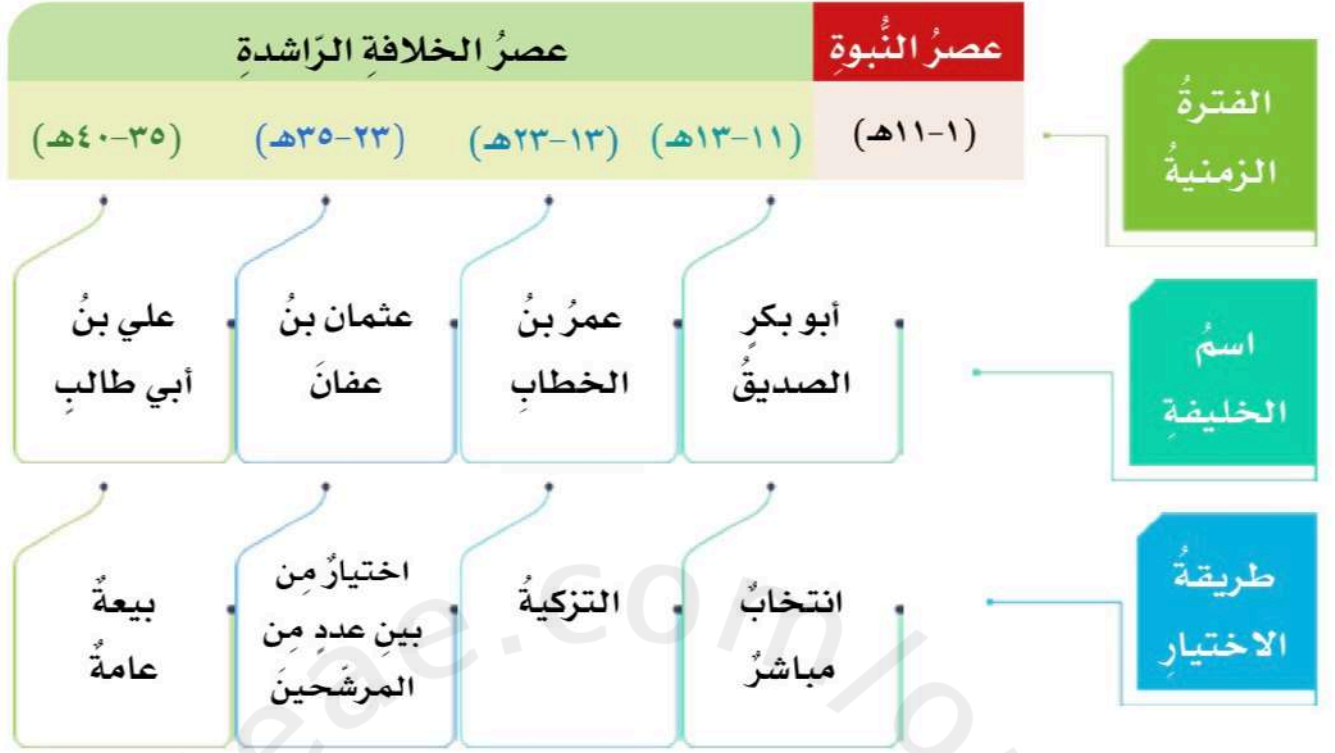 عصرُ النُّبوةِ
عصرُ الخلافةِ الرّاشدةِ
الفترةُ
الزمنيةُ
(١-١١هـ)
(١١-١٣هـ)
(١٣-٢٣هـ)
(٢٣-٣٥هـ)
(٣٥-٤٠هـ)
اسمُ
الخليفةِ
أبو بكرٍ
الصديقُ
عمرُ بنُ
الخطابِ
عثمان بنُ
عفانَ
علي بنُ
أبي طالبٍ
طريقةُ
الاختيارِ
انتخابٌ
مباشرٌ
التزكيةُ
اختيارٌ مِن
بينِ عددٍ مِن
المرشّحينَ
بيعةٌ
عامةٌ
eae.com/o